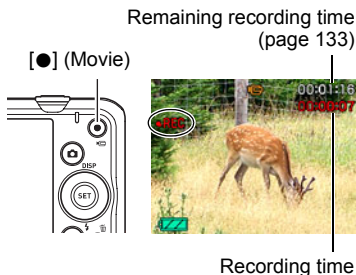 Remaining recording time
(page 133)
[●] (Movie)
00:01:16
00:00:07
●REC
DISP
SET
Recording time